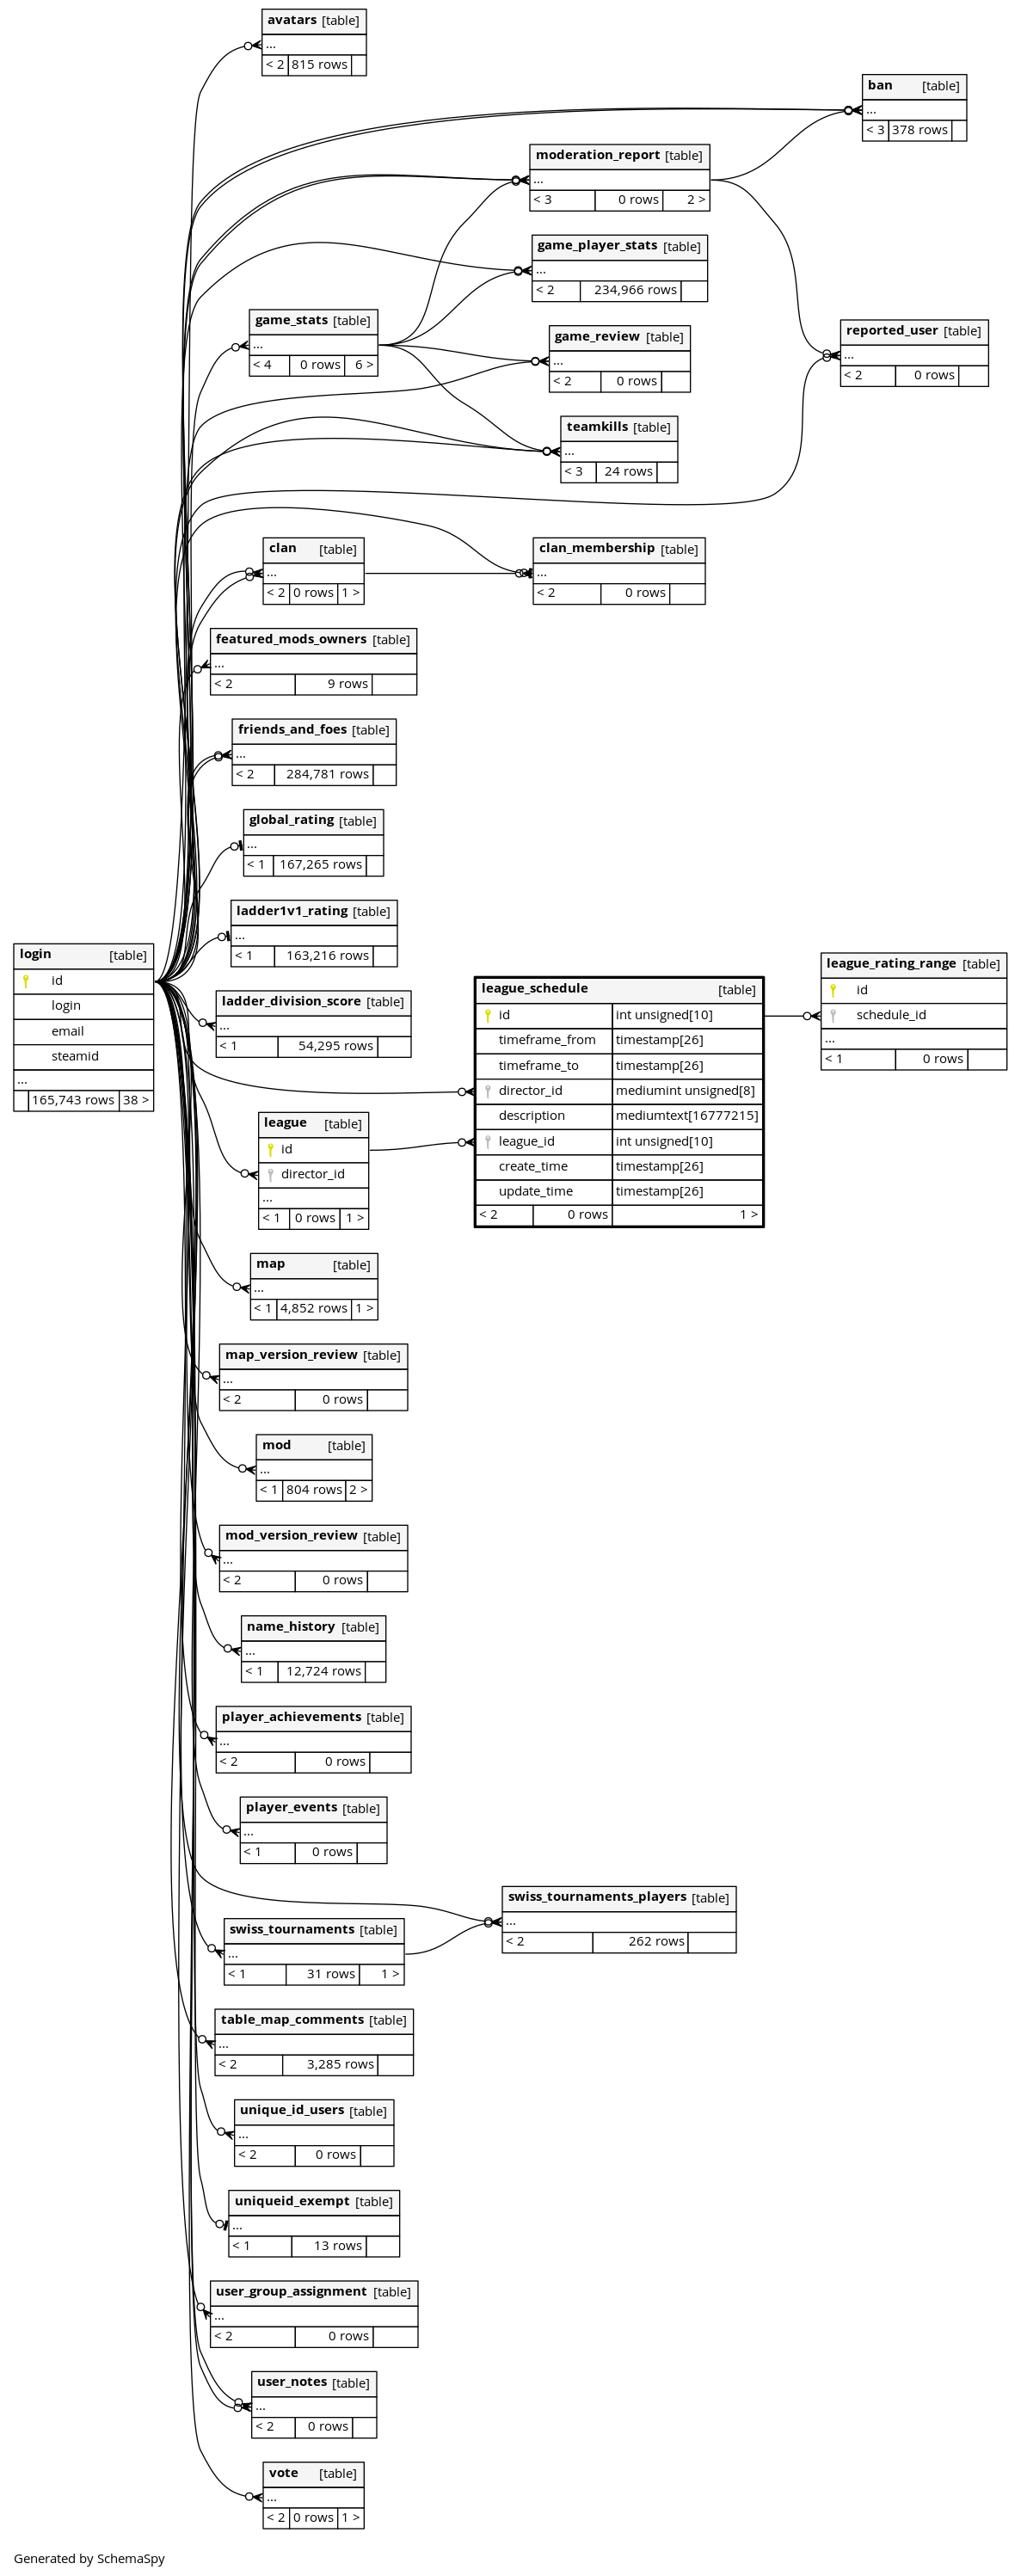 avatars [table]
...
< 2 815 rows
ban [table]
...
< 3 378 rows
moderation_report [table]
...
< 3 0 rows 2 >
game_player_stats [table]
...
< 2 234,966 rows
game_stats [table]
...
< 4 0 rows 6 >
game_review [table]
...
< 2 0 rows
reported_user [table]
...
< 2 0 rows
teamkills [table]
...
< 3 24 rows
clan [table]
...
< 2 0 rows 1 >
clan_membership [table]
...
< 2 0 rows
featured_mods_owners [table]
...
< 2 9 rows
friends_and_foes [table]
...
< 2 284,781 rows
global_rating [table]
...
< 1 167,265 rows
ladder1v1_rating [table]
...
< 1 163,216 rows
login [table]
id
login
email
steamid
...
165,743 rows 38 >
ladder_division_score [table]
...
< 1 54,295 rows
league_schedule [table]
id int unsigned[10]
timeframe_from timestamp[26]
timeframe_to timestamp[26]
director_id mediumint unsigned[8]
description mediumtext[16777215]
league_id int unsigned[10]
create_time timestamp[26]
update_time timestamp[26]
< 2 0 rows 1 >
league_rating_range [table]
id
schedule_id
...
< 1 0 rows
league [table]
id
director_id
...
< 1 0 rows 1 >
map [table]
...
< 1 4,852 rows 1 >
map_version_review [table]
...
< 2 0 rows
mod [table]
...
< 1 804 rows 2 >
mod_version_review [table]
...
< 2 0 rows
name_history [table]
...
< 1 12,724 rows
player_achievements [table]
...
< 2 0 rows
player_events [table]
...
< 1 0 rows
swiss_tournaments_players [table]
...
< 2 262 rows
swiss_tournaments [table]
...
< 1 31 rows 1 >
table_map_comments [table]
...
< 2 3,285 rows
unique_id_users [table]
...
< 2 0 rows
uniqueid_exempt [table]
...
< 1 13 rows
user_group_assignment [table]
...
< 2 0 rows
user_notes [table]
...
< 2 0 rows
vote [table]
...
< 2 0 rows 1 >
Generated by SchemaSpy